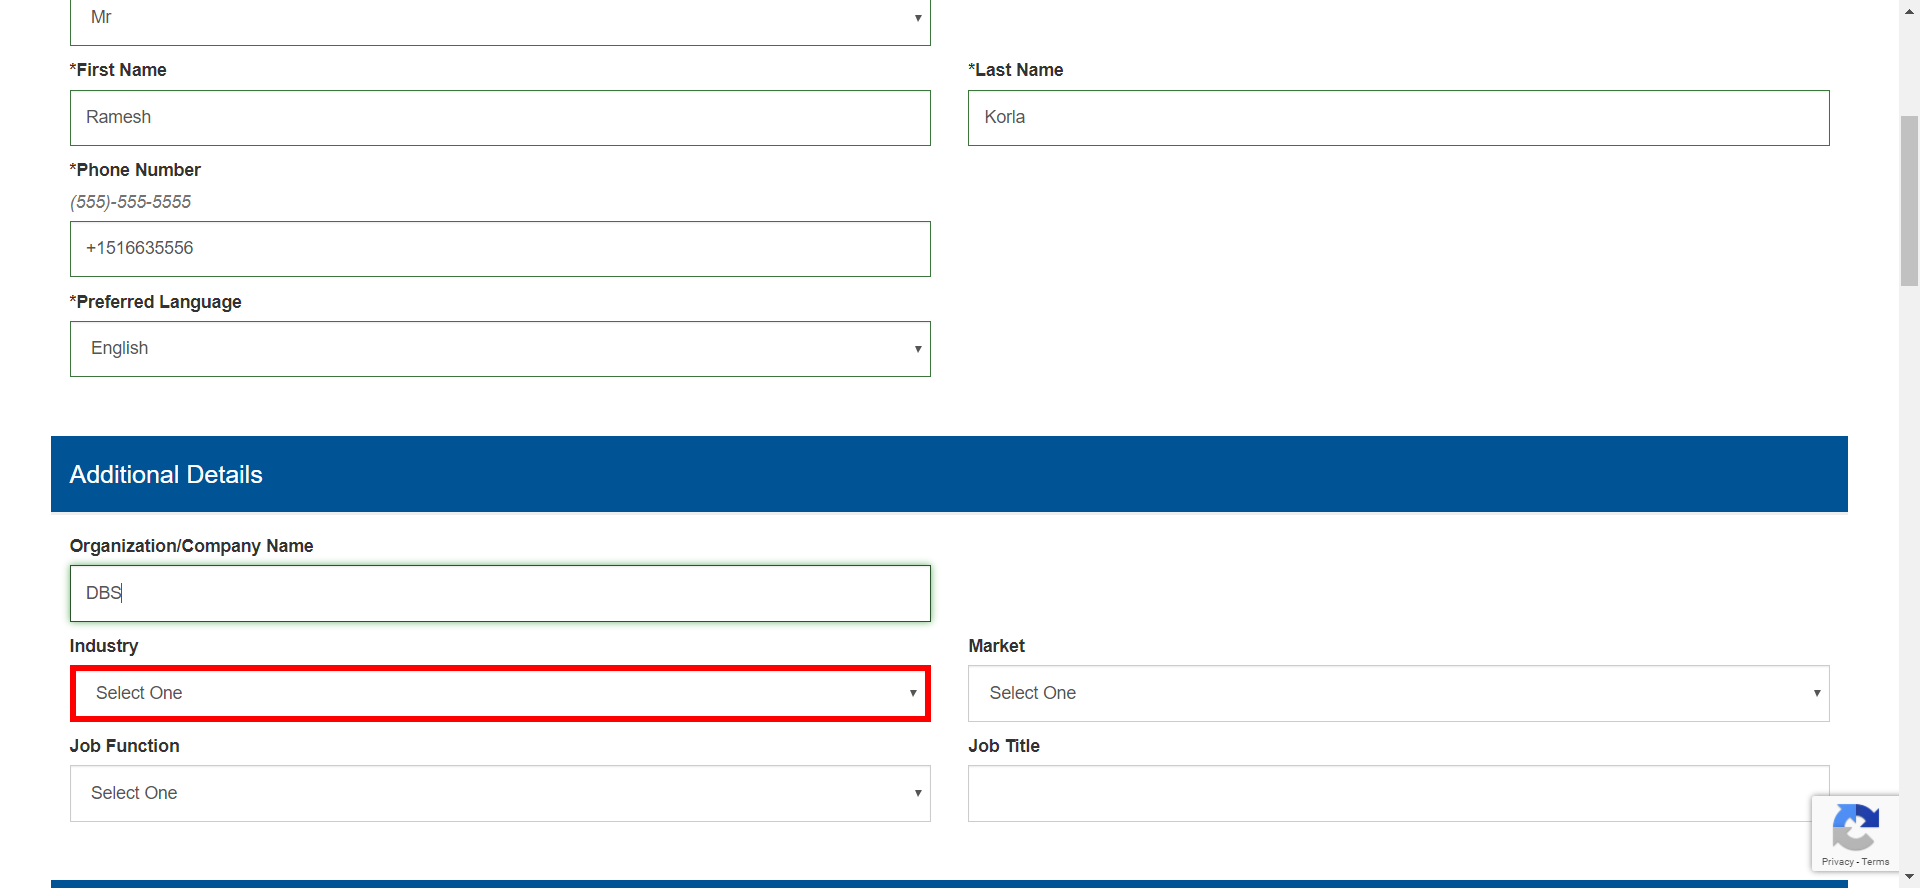 Mr
*First Name
*Last Name
Ramesh
Korla
*Phone Number
(555)-555-5555
+1516635556
*Preferred Language
English
Additional Details
Organization/Company Name
DBS
Industry
Market
Select One
Select One
Job Function
Job Title
Select One
Privacy - Terms